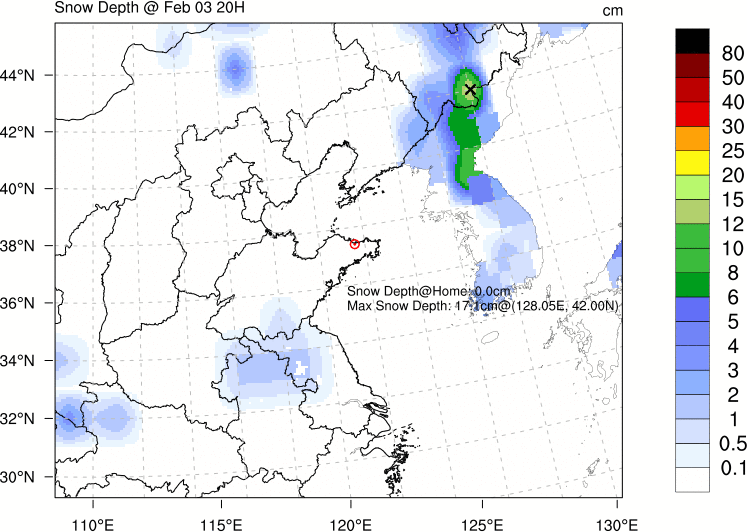 Snow Depth @ Feb 03 20H
cm
44°N
42°N
40°N
38°N
36°N
34°N
32°N
30°N
Snow Depth@Home: 0.0cm
Max Snow Depth: 17.1cm@(128.05E, 42.00N)
110°E
115°E
120°E
125°E
130°E
80
50
40
30
25
20
15
12
10
8
6
5
4
3
2
1
0.5
0.1